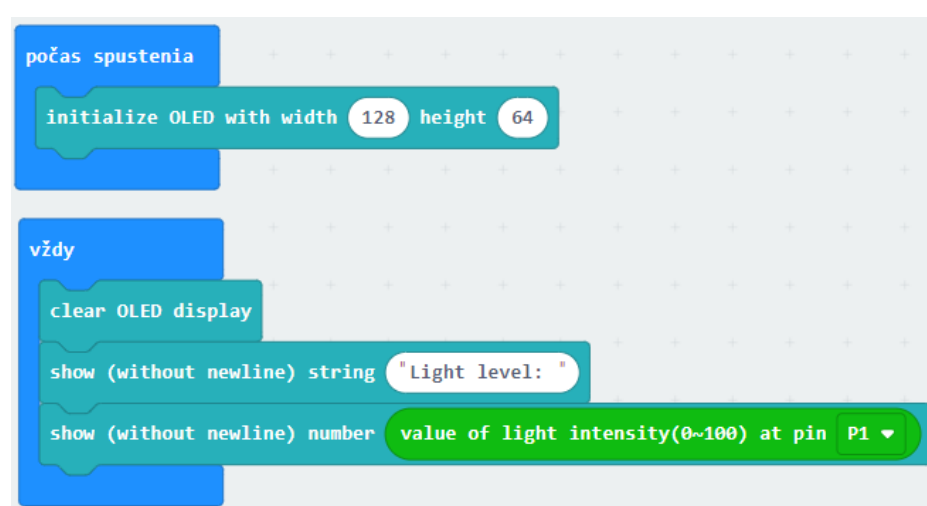 počas spustenia
initialize OLED with width 128 height 64
vždy
clear OLED display
show (without newline) string "Light level: "
show (without newline) number value of light intensity(0~100) at pin P1